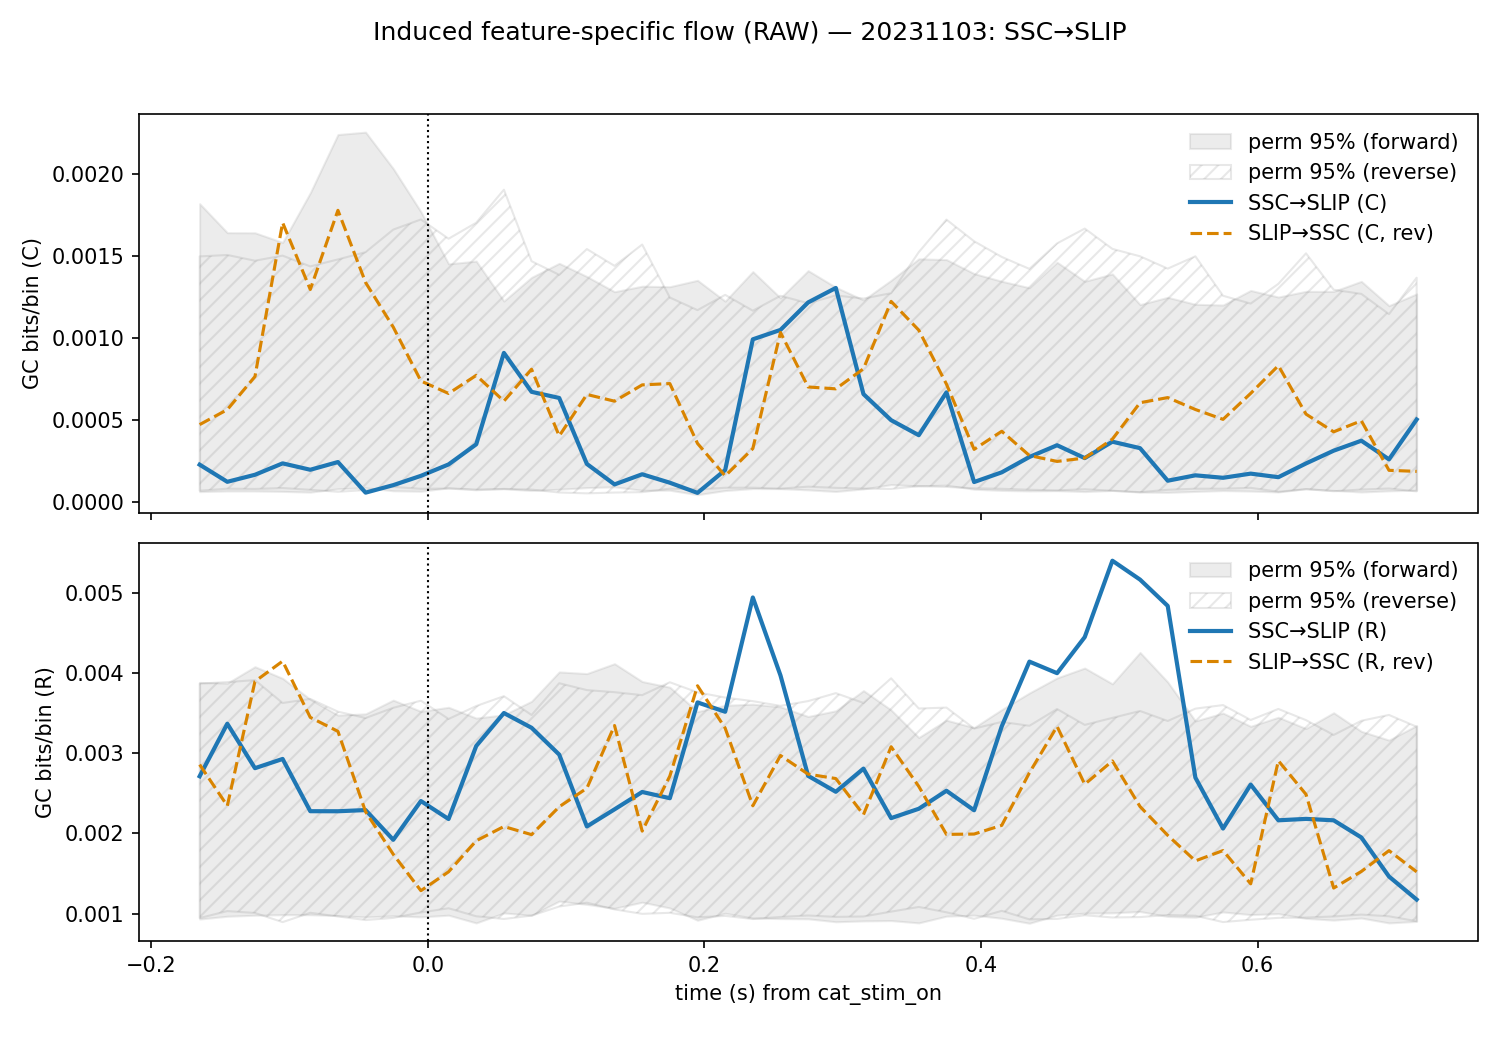 Induced feature-specific flow (RAW) — 20231103: SSC→SLIP
GC bits/bin (C)
0.0020
0.0015
0.0010
0.0005
0.0000
perm 95% (forward)
perm 95% (reverse)
SSC→SLIP (C)
SLIP→SSC (C, rev)
GC bits/bin (R)
0.005
0.004
0.003
0.002
0.001
perm 95% (forward)
perm 95% (reverse)
SSC→SLIP (R)
SLIP→SSC (R, rev)
−0.2
0.0
0.2
0.4
0.6
time (s) from cat_stim_on